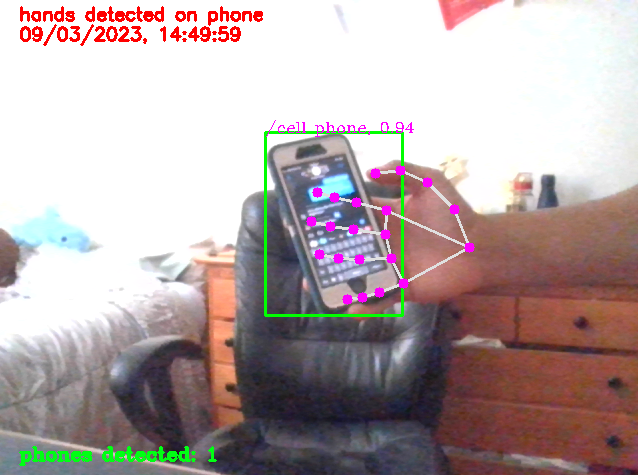 hands detected on phone
09/03/2023, 14:49:59
/cell phone, 0.94
phones detected: 1